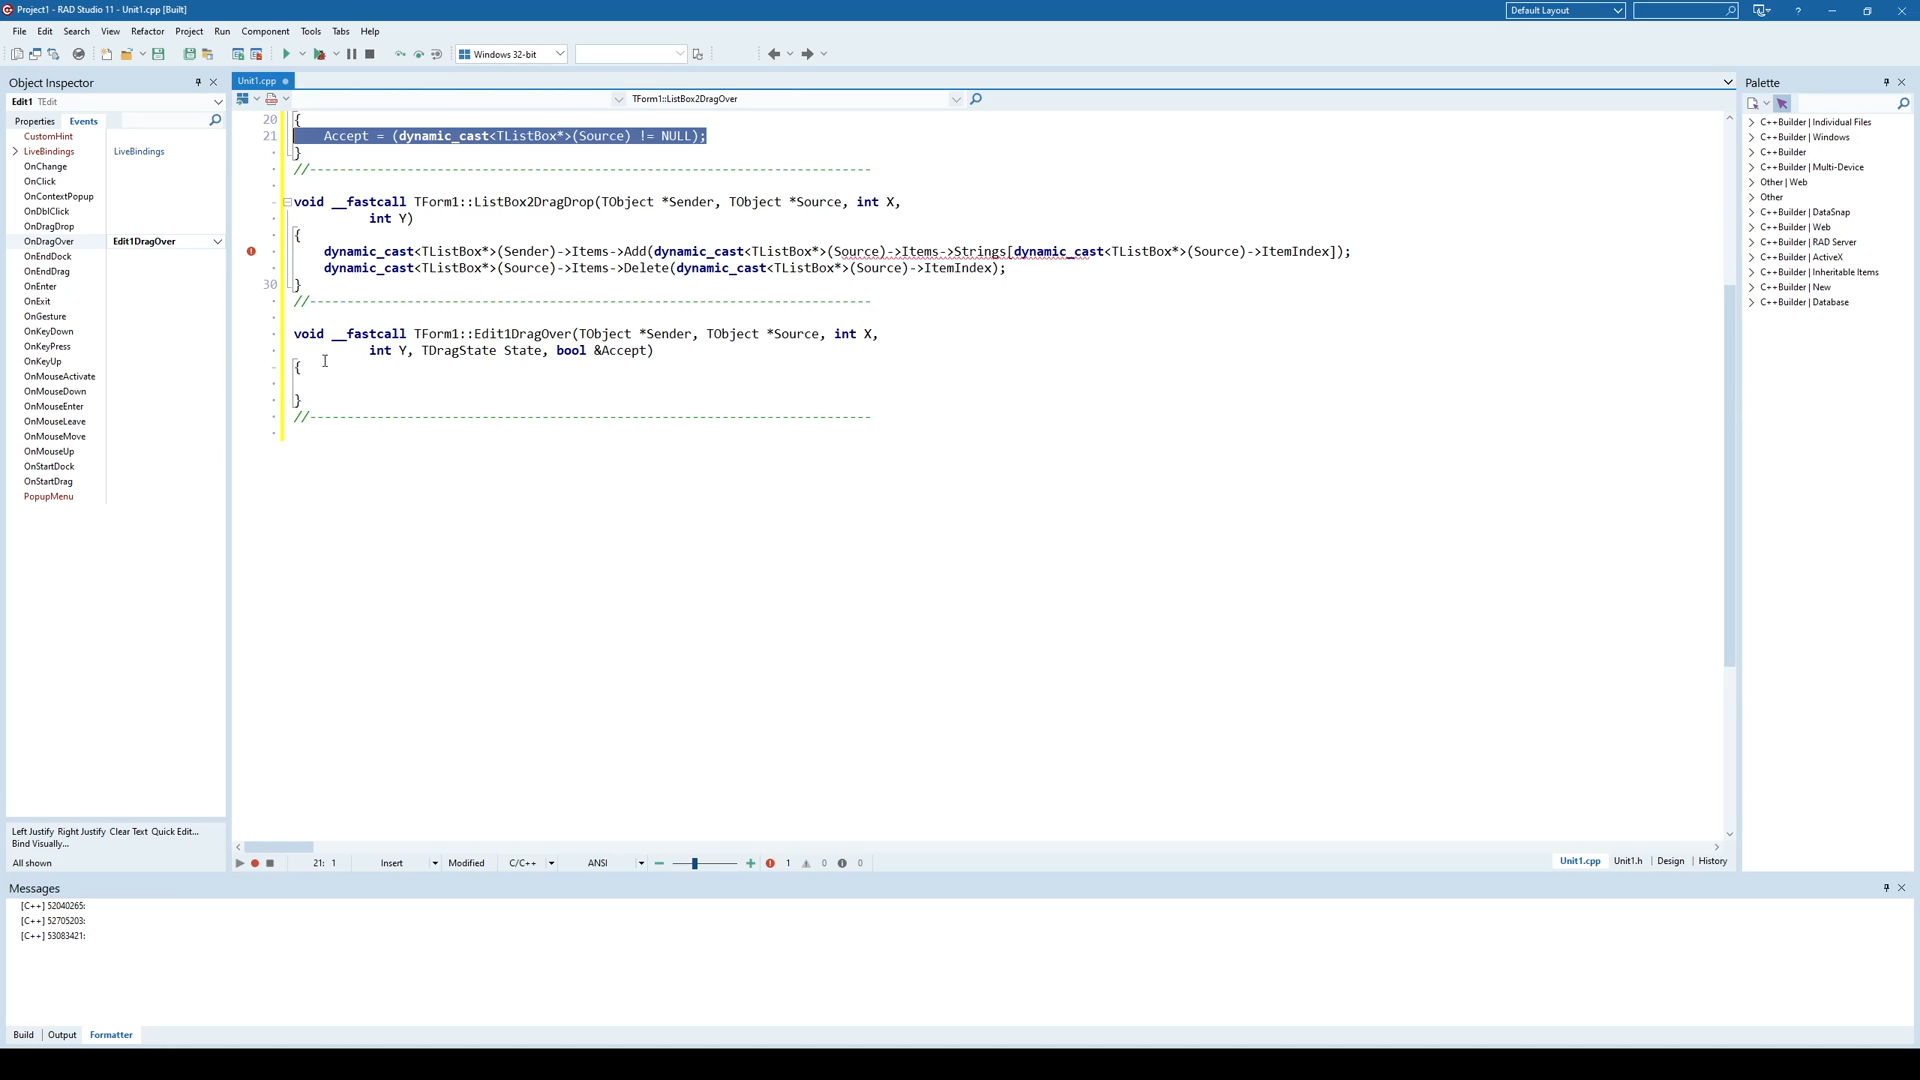 Project1 - RAD Studio 11 - Unit1.cpp [Built]
Default Layout
?
File Edit Search View Refactor Project Run Component Tools Tabs Help
Windows 32-bit
Object Inspector
Edit1 TEdit
Properties Events
CustomHint
LiveBindings LiveBindings
OnChange
OnClick
OnContextPopup
OnDblClick
OnDragDrop
OnDragOver Edit1DragOver
OnEndDock
OnEndDrag
OnEnter
OnExit
OnGesture
OnKeyDown
OnKeyPress
OnKeyUp
OnMouseActivate
OnMouseDown
OnMouseEnter
OnMouseLeave
OnMouseMove
OnMouseUp
OnStartDock
OnStartDrag
PopupMenu
Left Justify Right Justify Clear Text Quick Edit...
Bind Visually...
All shown
Unit1.cpp
TForm1::ListBox2DragOver
20 {
21 Accept = (dynamic_cast<TListBox*>(Source) != NULL);
}
//---------------------------------------------------------------------------
void __fastcall TForm1::ListBox2DragDrop(TObject *Sender, TObject *Source, int X,
int Y)
{
dynamic_cast<TListBox*>(Sender)->Items->Add(dynamic_cast<TListBox*>(Source)->Items->Strings[dynamic_cast<TListBox*>(Source)->ItemIndex]);
dynamic_cast<TListBox*>(Source)->Items->Delete(dynamic_cast<TListBox*>(Source)->ItemIndex);
30 }
//---------------------------------------------------------------------------
void __fastcall TForm1::Edit1DragOver(TObject *Sender, TObject *Source, int X,
int Y, TDragState State, bool &Accept)
{
}
//---------------------------------------------------------------------------
21: 1 Insert Modified C/C++ ANSI 1 0 0
Unit1.cpp Unit1.h Design History
Palette
C++Builder | Individual Files
C++Builder | Windows
C++Builder
C++Builder | Multi-Device
Other | Web
Other
C++Builder | DataSnap
C++Builder | Web
C++Builder | RAD Server
C++Builder | ActiveX
C++Builder | Inheritable Items
C++Builder | New
C++Builder | Database
Messages
[C++] 52040265:
[C++] 52705203:
[C++] 53083421:
Build Output Formatter